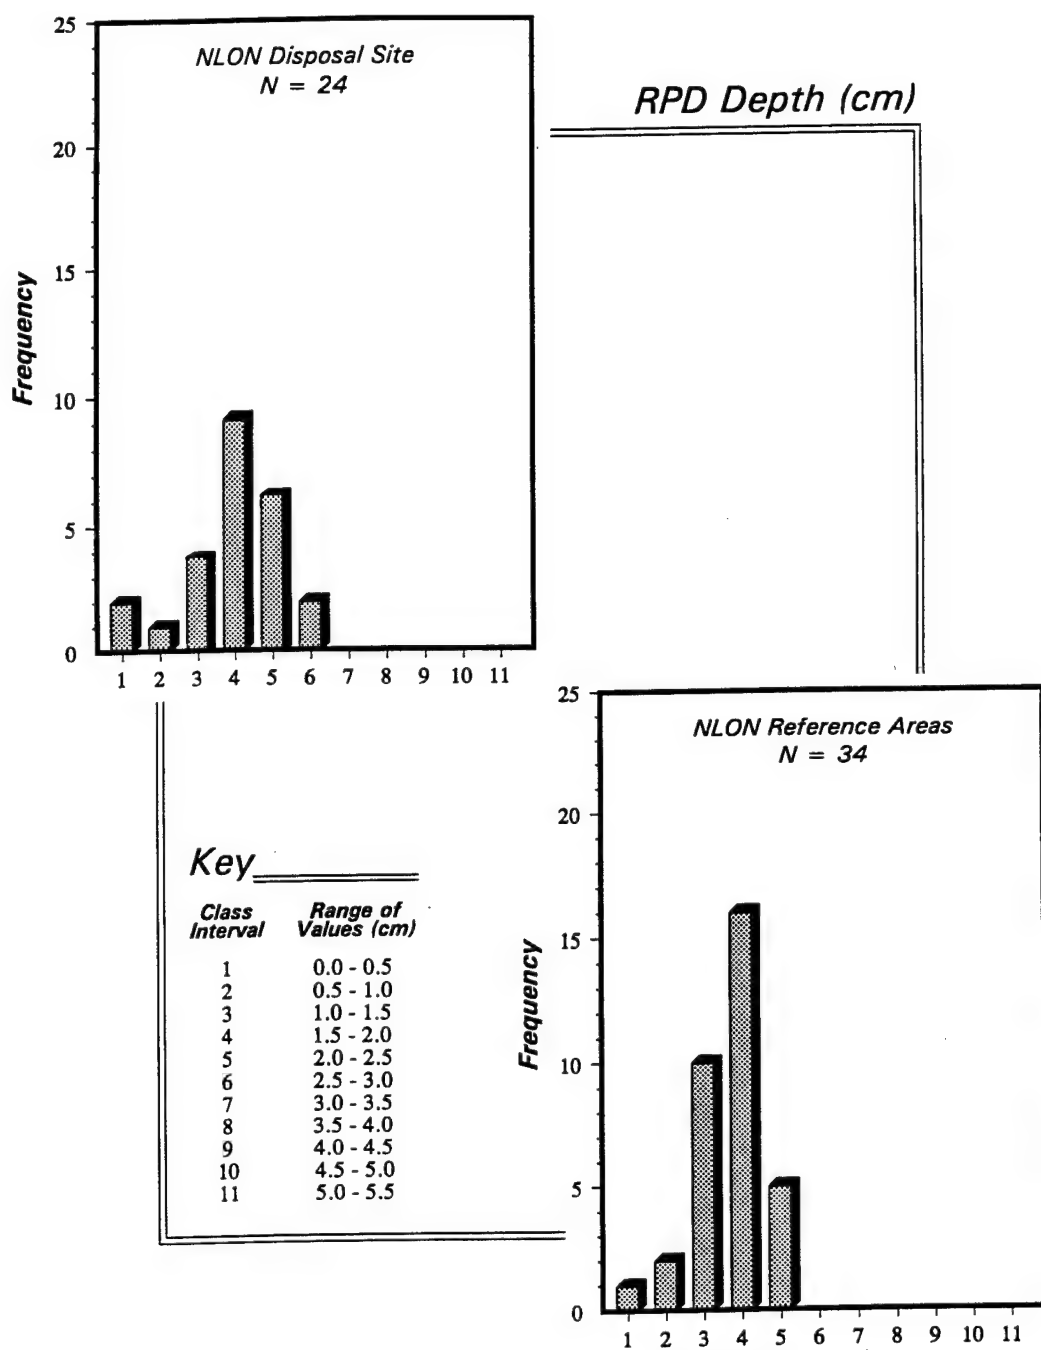 NLON Disposal Site
N = 24
RPD Depth (cm)
Frequency
25
20
15
10
5
0
1 2 3 4 5 6 7 8 9 10 11
Key
Class Interval Range of Values (cm)
1 0.0 - 0.5
2 0.5 - 1.0
3 1.0 - 1.5
4 1.5 - 2.0
5 2.0 - 2.5
6 2.5 - 3.0
7 3.0 - 3.5
8 3.5 - 4.0
9 4.0 - 4.5
10 4.5 - 5.0
11 5.0 - 5.5
NLON Reference Areas
N = 34
Frequency
25
20
15
10
5
0
1 2 3 4 5 6 7 8 9 10 11